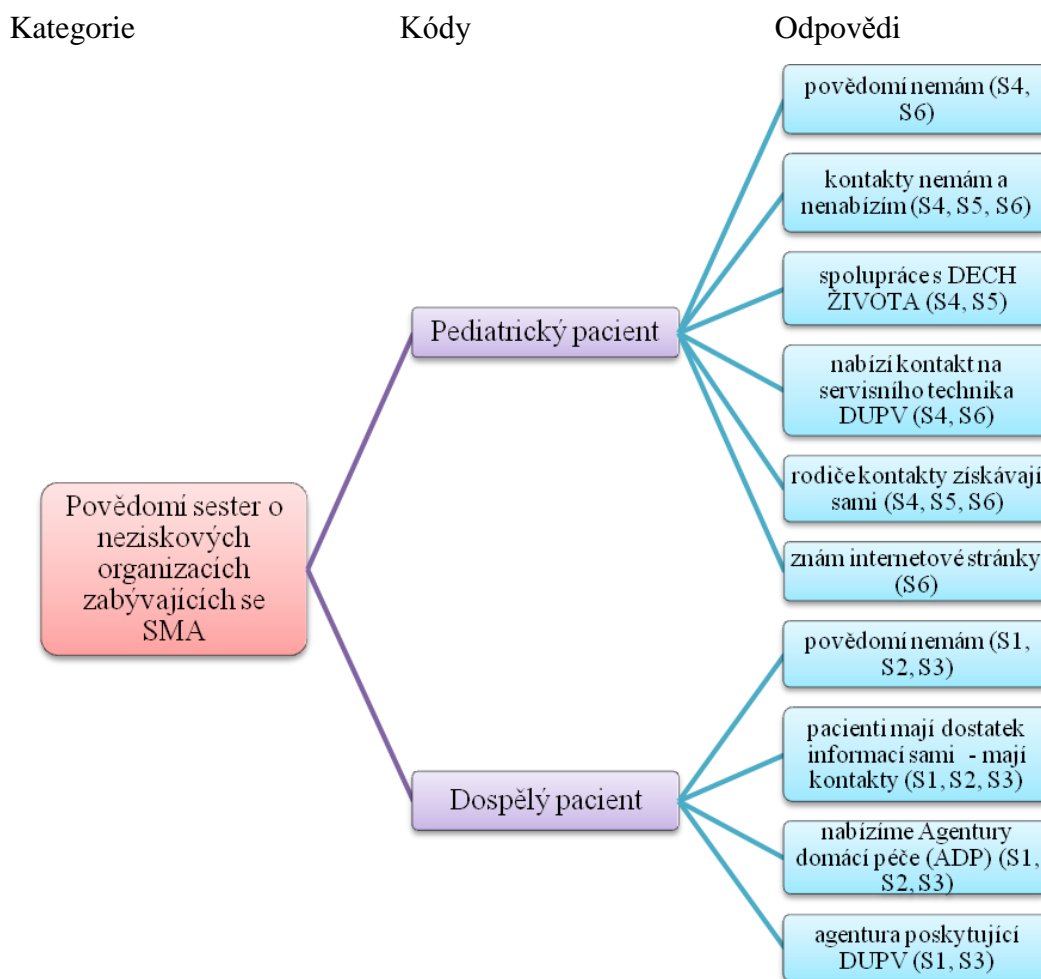 Kategorie Kódy Odpovědi
povědomí nemám (S4,
S6)
kontakty nemám a
nenabízím (S4, S5, S6)
spolupráce s DECH
ŽIVOTA (S4, S5)
Pediatrický pacient
nabízí kontakt na
servisního technika
DUPV (S4, S6)
rodiče kontakty získávají
sami (S4, S5, S6)
znám internetové stránky
(S6)
Povědomí sester o
neziskových
organizacích
zabývajících se
SMA
povědomí nemám (S1,
S2, S3)
pacienti mají dostatek
informací sami - mají
kontakty (S1, S2, S3)
Dospělý pacient
nabízíme Agentury
domácí péče (ADP) (S1,
S2, S3)
agentura poskytující
DUPV (S1, S3)